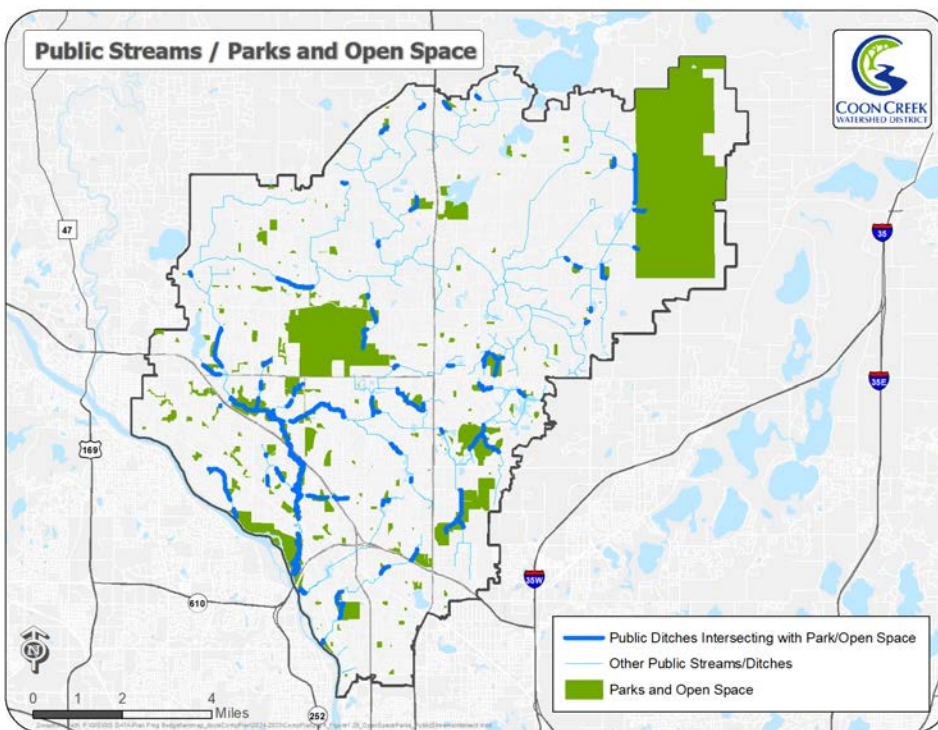 Public Streams / Parks and Open Space
COON CREEK
WATERSHED DISTRICT
47
35
35E
169
35W
610
252
N
Public Ditches Intersecting with Park/Open Space
Other Public Streams/Ditches
Parks and Open Space
0 1 2 4
Miles